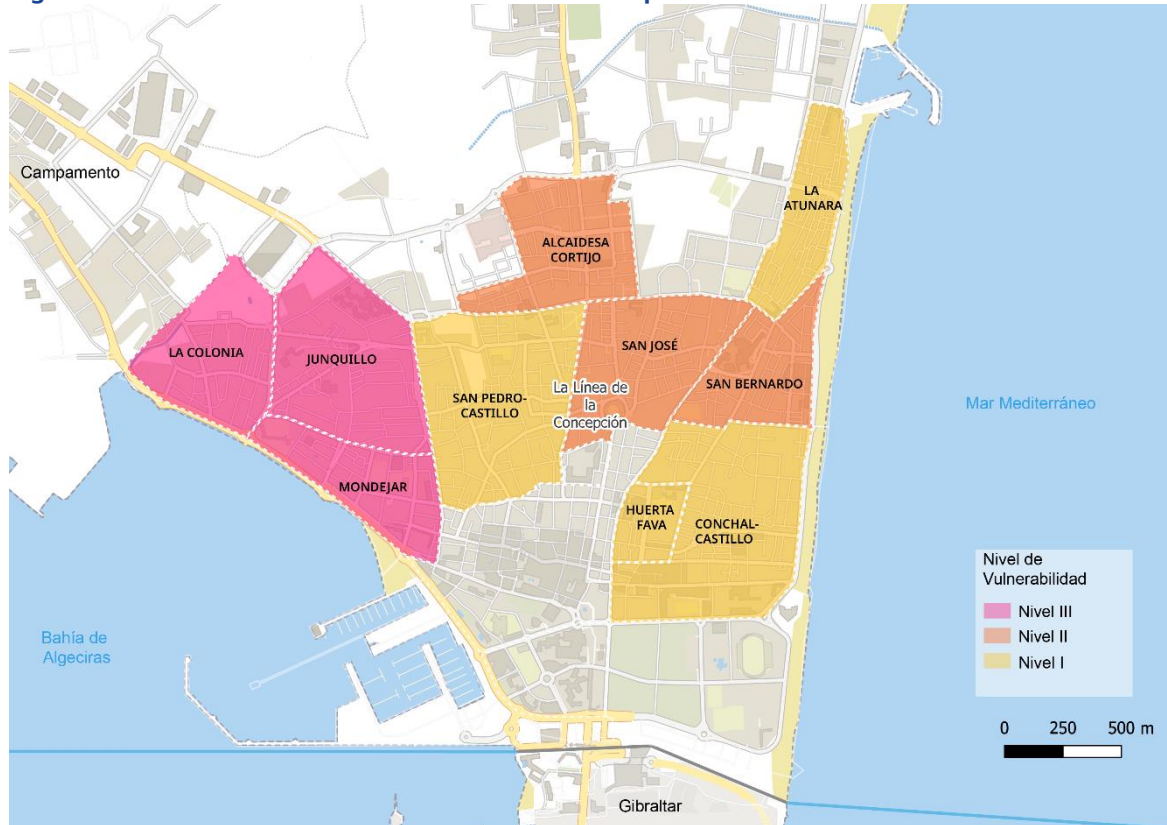 Campamento
LA
ATUNARA
ALCAIDESA
CORTIJO
LA COLONIA
JUNQUILLO
SAN JOSÉ
SAN BERNARDO
SAN PEDRO-
CASTILLO
La Línea de
la
Concepción
Mar Mediterráneo
MONDEJAR
HUERTA
FAVA
CONCHAL-
CASTILLO
Nivel de
Vulnerabilidad
Nivel III
Nivel II
Nivel I
Bahía de
Algeciras
0 250 500 m
Gibraltar